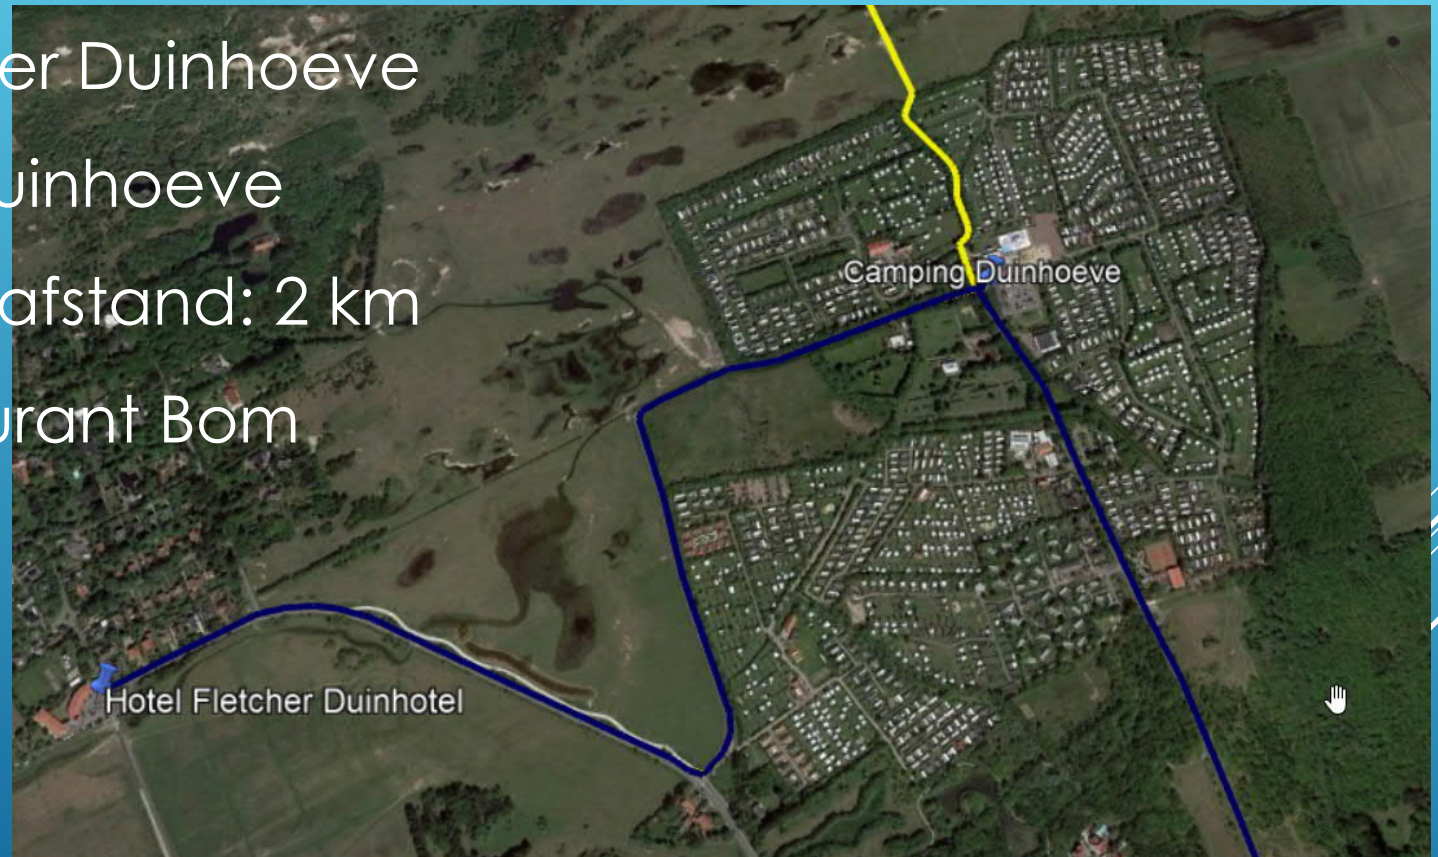 er Duinhoeve
uinhoeve
afstand: 2 km
urant Bom
Camping Duinhoeve
Hotel Fletcher Duinhotel